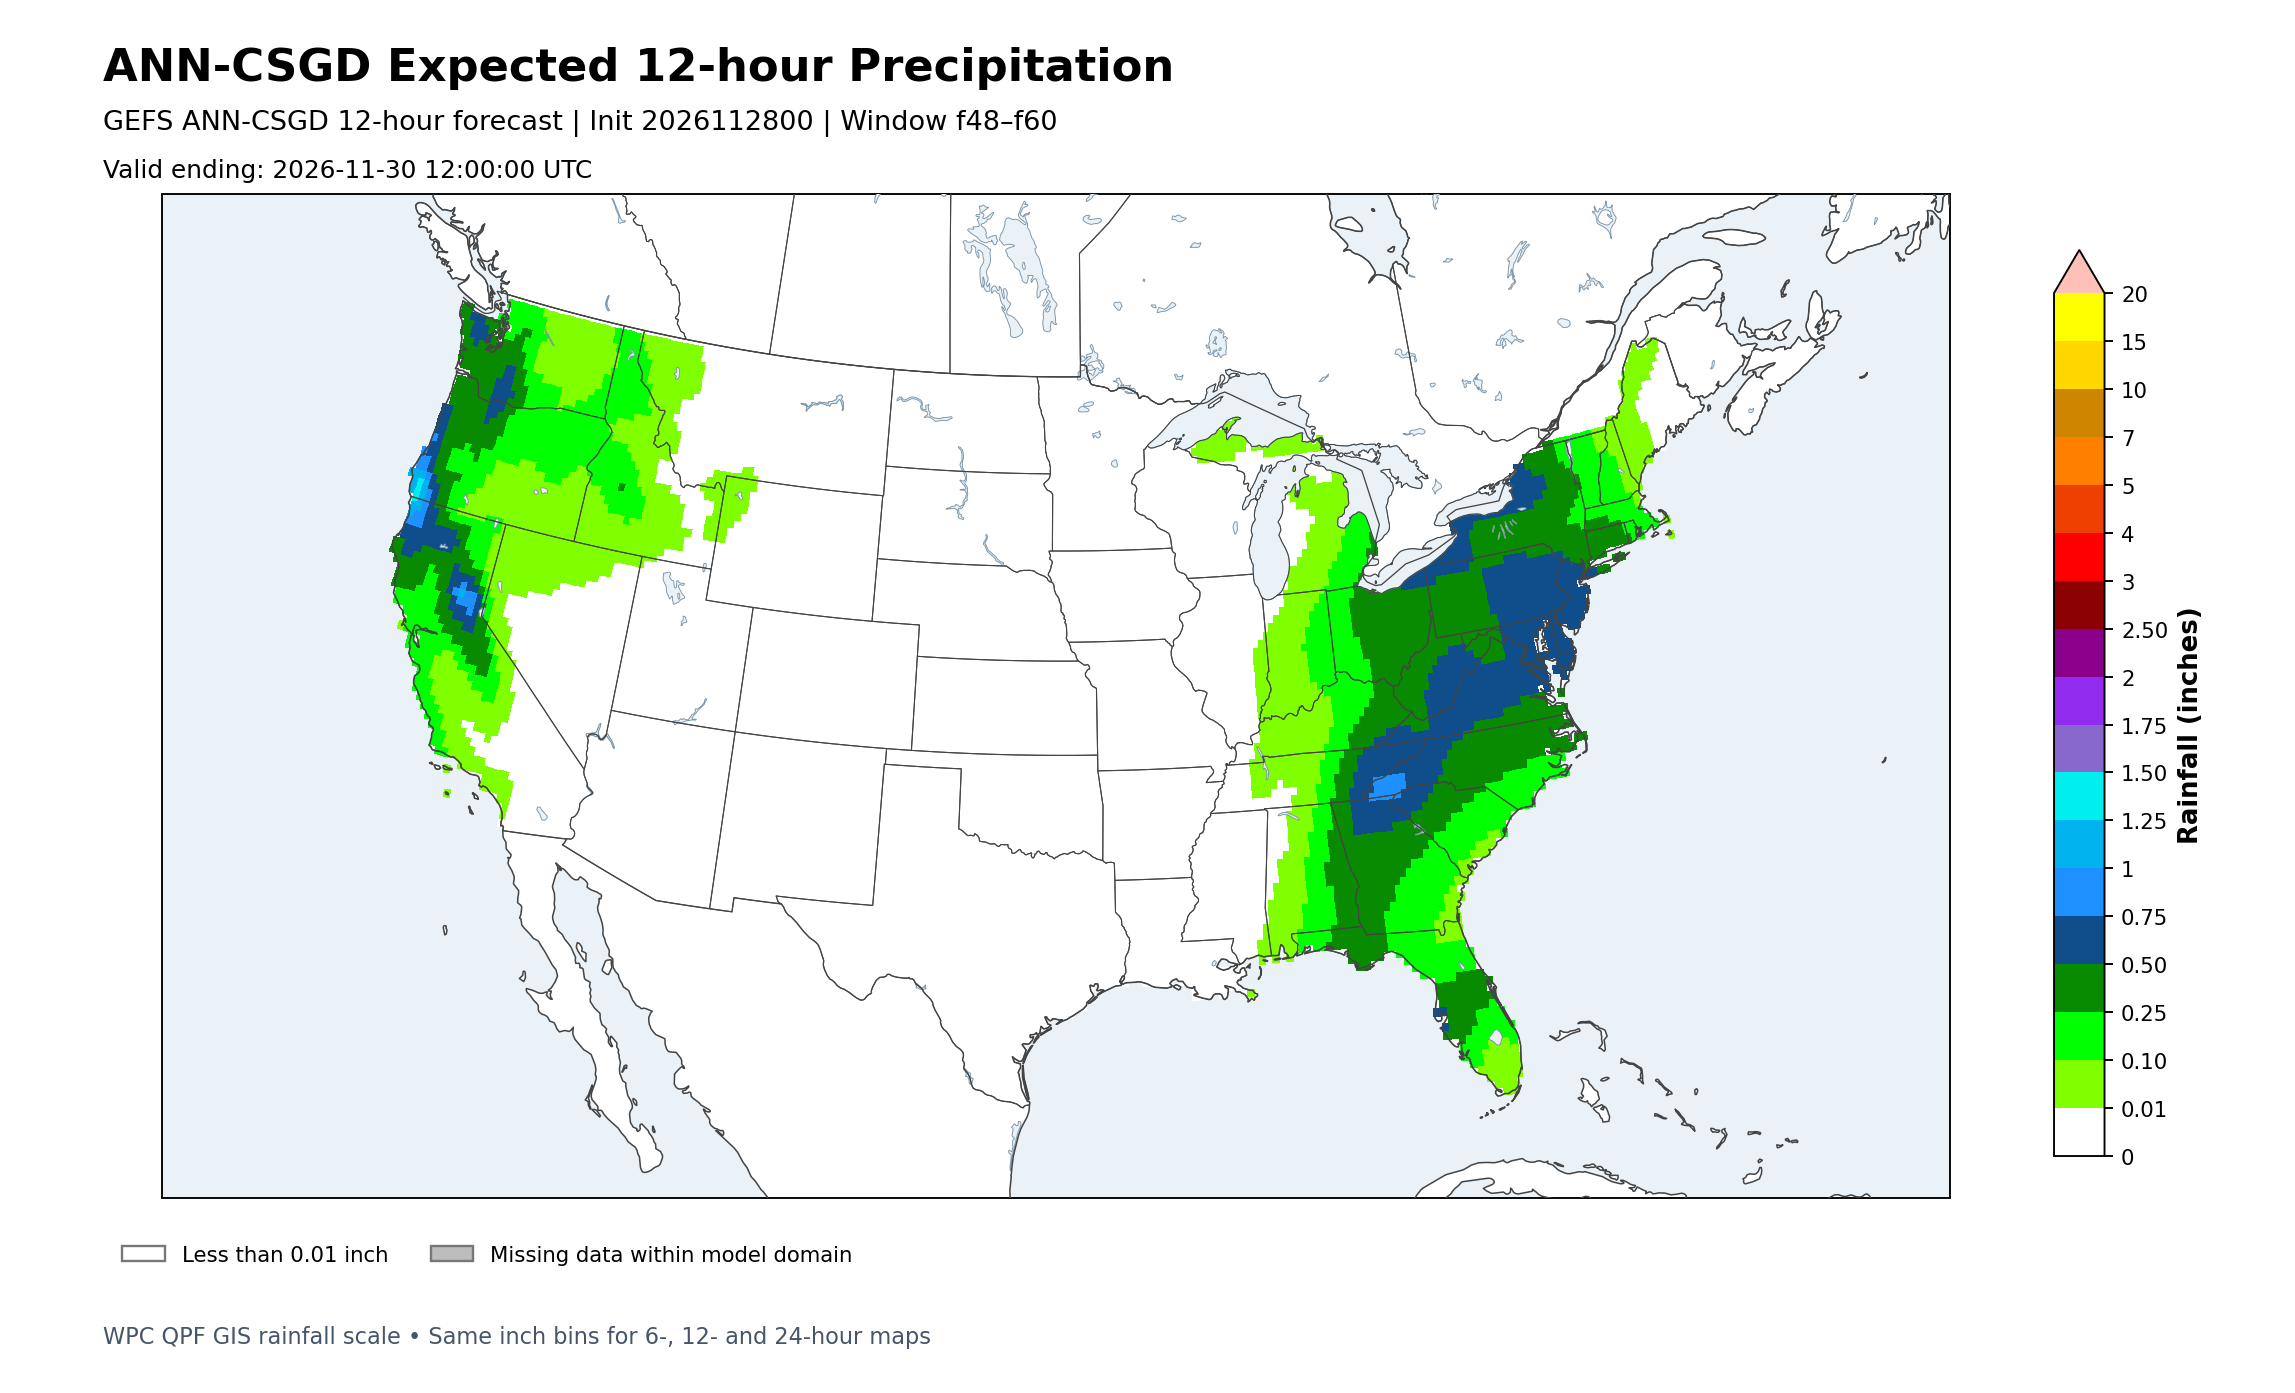 ANN-CSGD Expected 12-hour Precipitation
GEFS ANN-CSGD 12-hour forecast | Init 2026112800 | Window f48–f60
Valid ending: 2026-11-30 12:00:00 UTC
20
15
10
7
5
4
3
2.50
2
1.75
1.50
1.25
1
0.75
0.50
0.25
0.10
0.01
0
Rainfall (inches)
Less than 0.01 inch
Missing data within model domain
WPC QPF GIS rainfall scale • Same inch bins for 6-, 12- and 24-hour maps